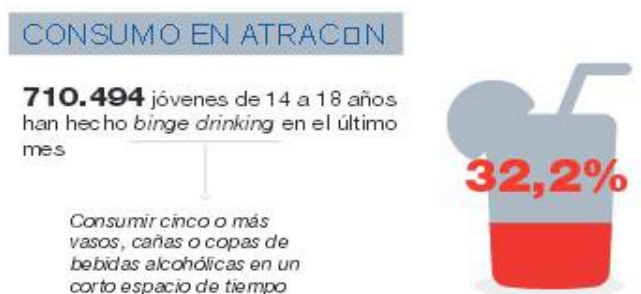 CONSUMO EN ATRAC□N
710.494 jóvenes de 14 a 18 años
han hecho binge drinking en el último
mes
Consumir cinco o más
vasos, cañas o copas de
bebidas alcohólicas en un
corto espacio de tiempo
32,2%